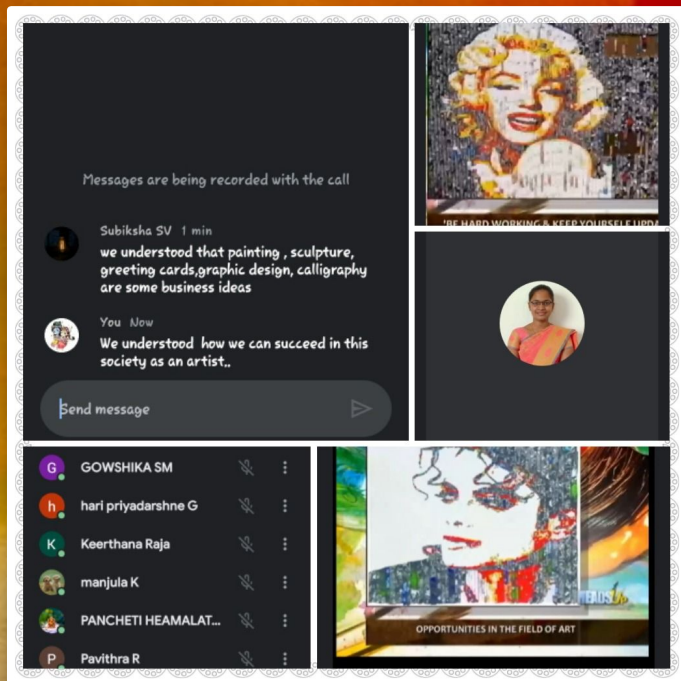 Messages are being recorded with the call
Subiksha SV 1 min
we understood that painting , sculpture,
greeting cards,graphic design, calligraphy
are some business ideas
You Now
We understood how we can succeed in this
society as an artist,.
Send message
'BE HARD WORKING & KEEP YOURSELF UPDA
G GOWSHIKA SM
h hari priyadarshne G
K Keerthana Raja
manjula K
PANCHETI HEAMALAT...
P Pavithra R
OPPORTUNITIES IN THE FIELD OF ART